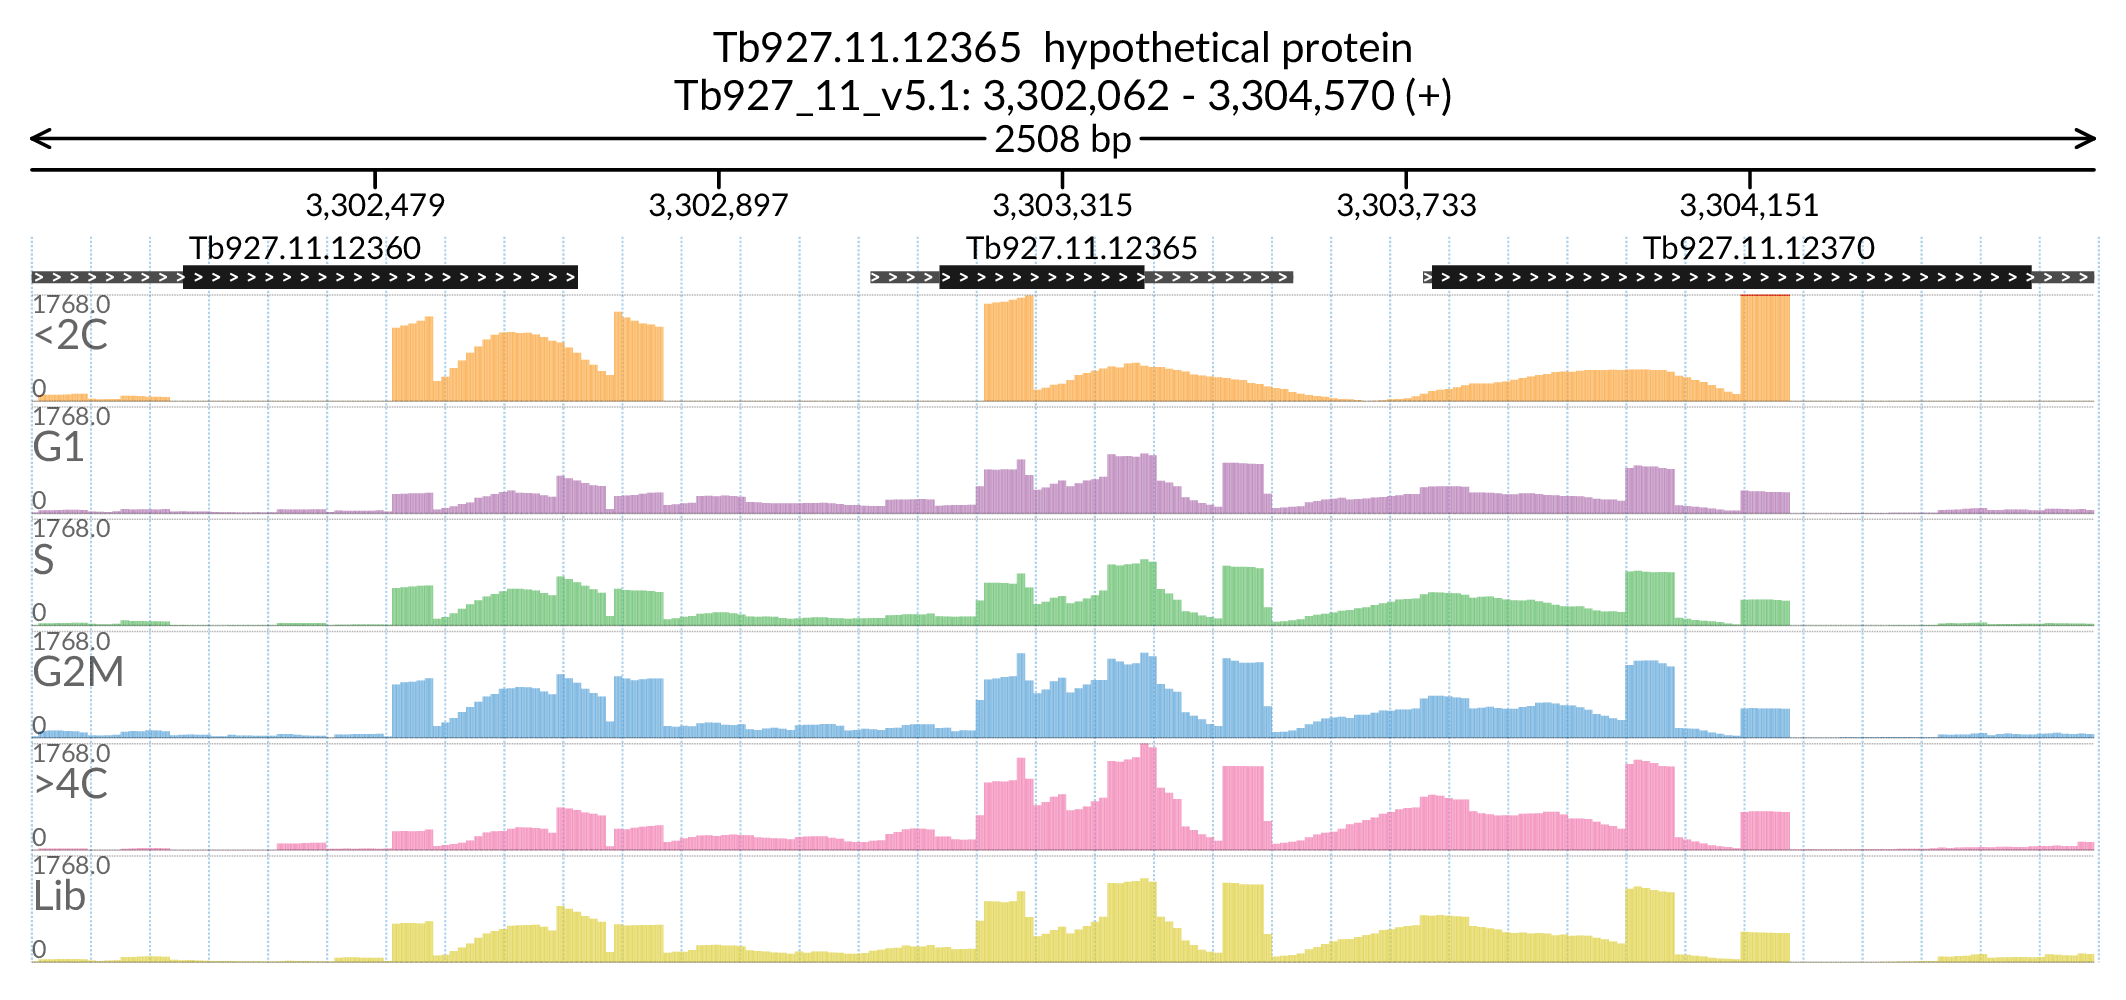 Tb927.11.12365 hypothetical protein
Tb927_11_v5.1: 3,302,062 - 3,304,570 (+)
2508 bp
3,302,479 3,302,897 3,303,315 3,303,733 3,304,151
Tb927.11.12360 Tb927.11.12365 Tb927.11.12370
1768.0
<2C
0
1768.0
G1
0
1768.0
S
0
1768.0
G2M
0
1768.0
>4C
0
1768.0
Lib
0